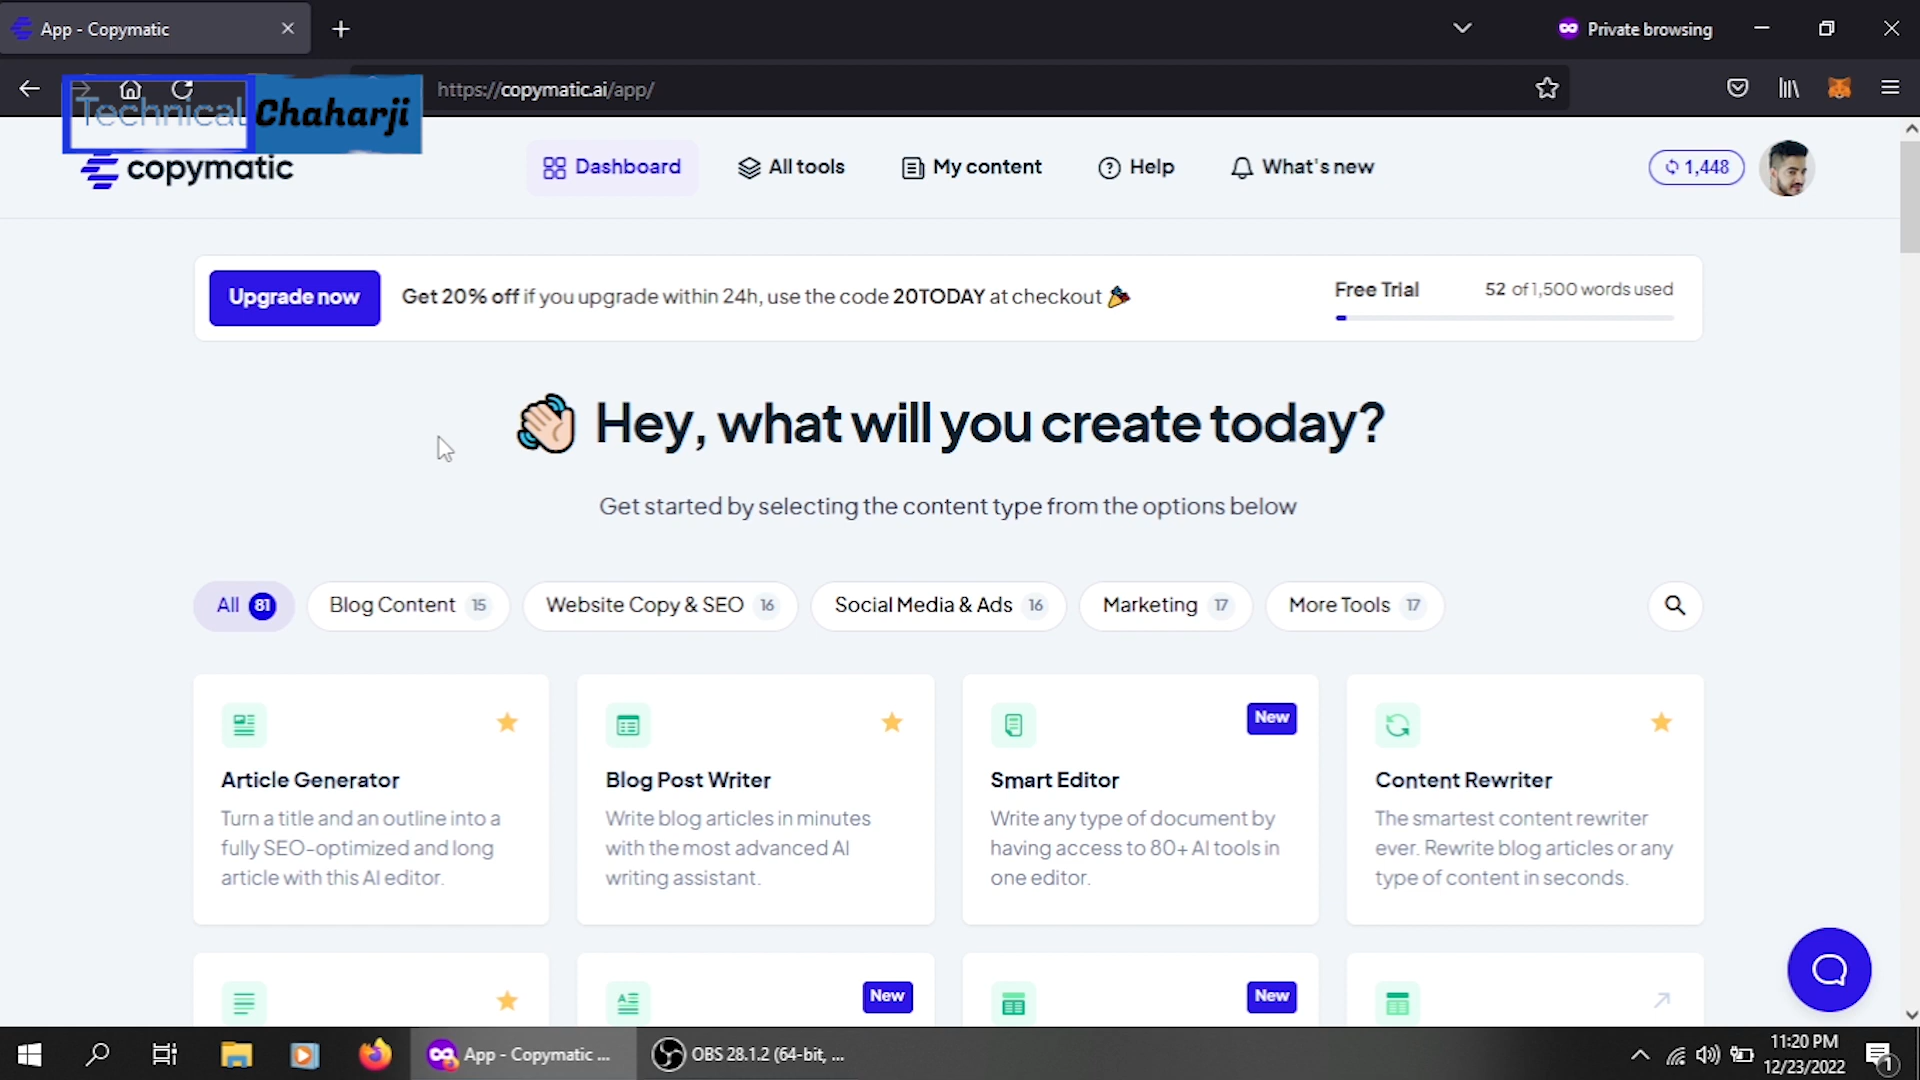 App - Copymatic
Private browsing
https://copymatic.ai/app/
Technical Chaharji
copymatic
Dashboard
All tools
My content
Help
What's new
1,448
Upgrade now
Get 20% off if you upgrade within 24h, use the code 20TODAY at checkout
Free Trial
52 of 1,500 words used
Hey, what will you create today?
Get started by selecting the content type from the options below
All 81
Blog Content 15
Website Copy & SEO 16
Social Media & Ads 16
Marketing 17
More Tools 17
Article Generator
Turn a title and an outline into a
fully SEO-optimized and long
article with this AI editor.
Blog Post Writer
Write blog articles in minutes
with the most advanced AI
writing assistant.
New
Smart Editor
Write any type of document by
having access to 80+ AI tools in
one editor.
Content Rewriter
The smartest content rewriter
ever. Rewrite blog articles or any
type of content in seconds.
New
New
App - Copymatic ...
OBS 28.1.2 (64-bit, ...
11:20 PM
12/23/2022
1